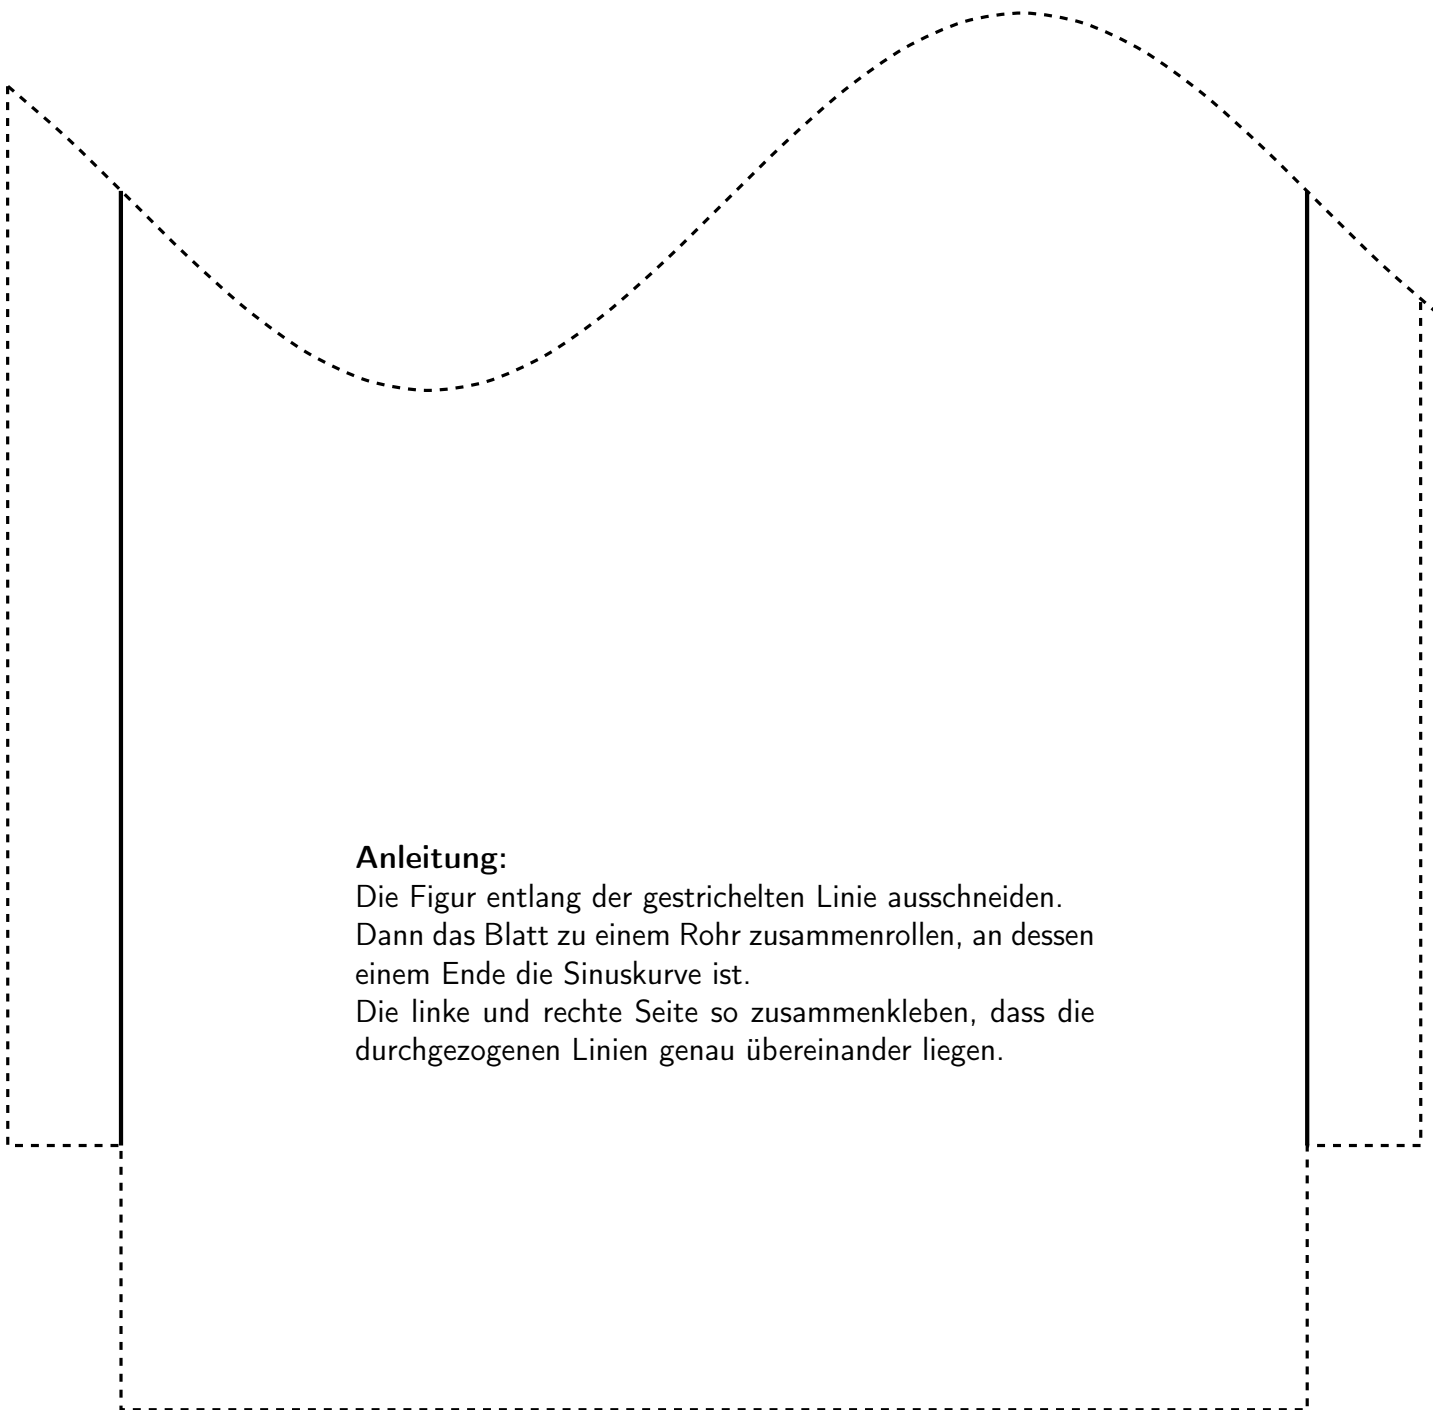 Anleitung:
Die Figur entlang der gestrichelten Linie ausschneiden.
Dann das Blatt zu einem Rohr zusammenrollen, an dessen
einem Ende die Sinuskurve ist.
Die linke und rechte Seite so zusammenkleben, dass die
durchgezogenen Linien genau übereinander liegen.